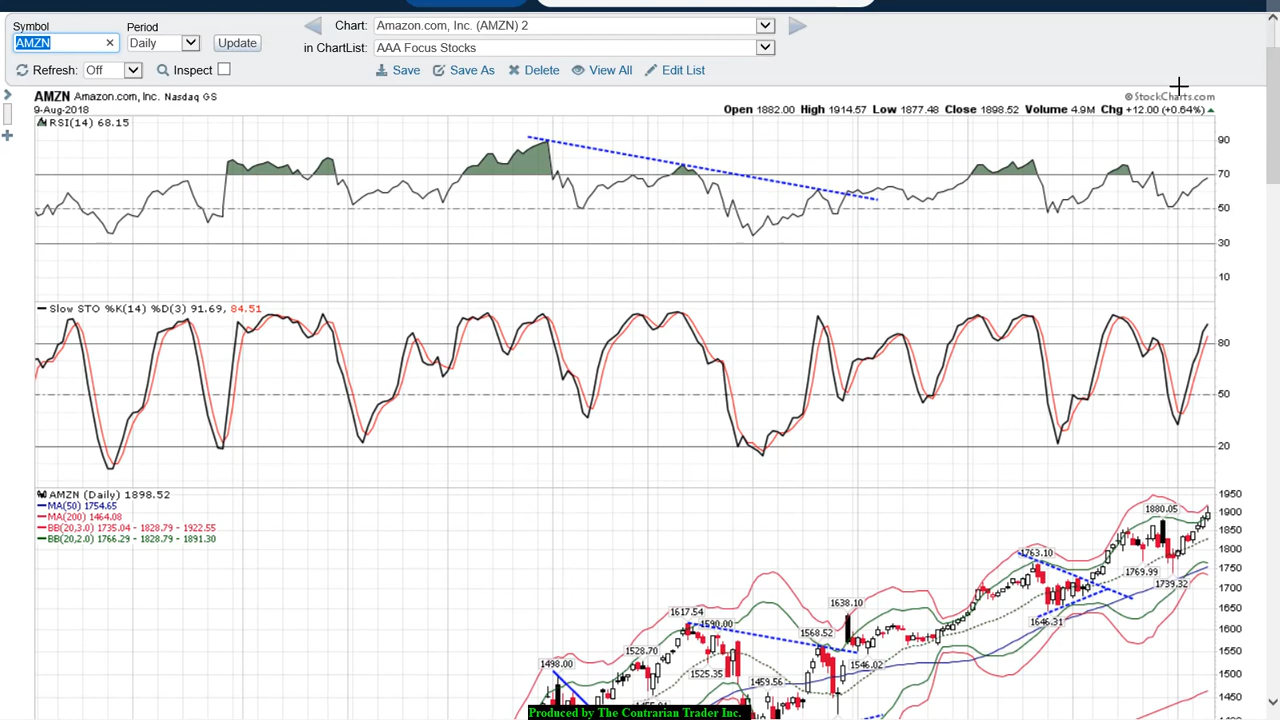 Symbol
Period
Chart: Amazon.com, Inc. (AMZN) 2
AMZN × Daily Update
in ChartList: AAA Focus Stocks
Refresh: Off Inspect
Save Save As Delete View All Edit List
AMZN Amazon.com, Inc. Nasdaq GS
©StockCharts.com
9-Aug-2018
Open 1882.00 High 1914.57 Low 1877.48 Close 1898.52 Volume 4.9M Chg +12.00 (+0.64%)
RSI(14) 68.15
90
70
50
30
10
Slow STO %K(14) %D(3) 91.69, 84.51
80
50
20
AMZN (Daily) 1898.52
MA(50) 1754.65
MA(200) 1464.08
BB(20,3.0) 1735.04 - 1828.79 - 1922.55
BB(20,2.0) 1766.29 - 1828.79 - 1891.30
1950
1900
1850
1800
1750
1700
1650
1600
1550
1500
1450
1880.05
1763.10
1769.99
1739.32
1638.10
1617.54
1590.00
1646.31
1568.52
1528.70
1498.00
1546.02
1525.35
1459.56
Produced by The Contrarian Trader Inc.